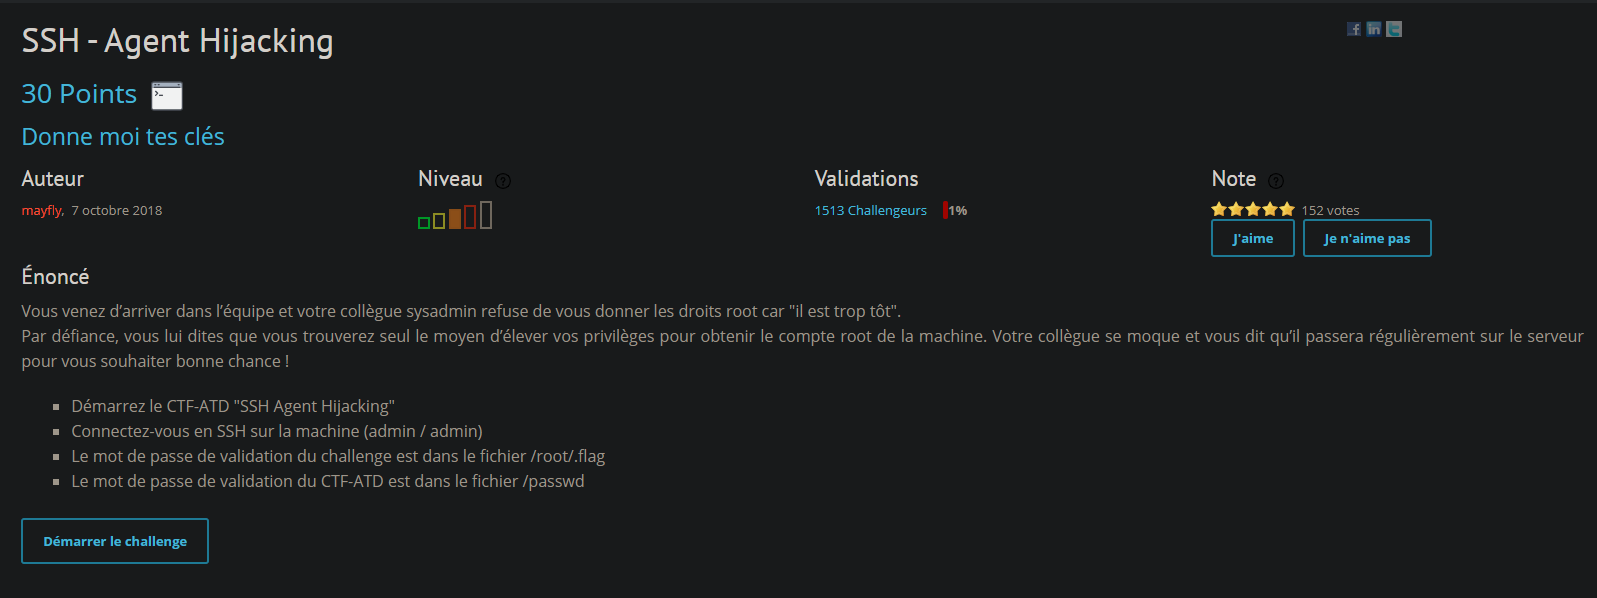 SSH - Agent Hijacking
30 Points
Donne moi tes clés
Auteur
mayfly, 7 octobre 2018
Niveau ?
Validations
1513 Challengeurs 1%
Note ?
152 votes
J'aime
Je n'aime pas
Énoncé
Vous venez d’arriver dans l’équipe et votre collègue sysadmin refuse de vous donner les droits root car "il est trop tôt".
Par défiance, vous lui dites que vous trouverez seul le moyen d’élever vos privilèges pour obtenir le compte root de la machine. Votre collègue se moque et vous dit qu’il passera régulièrement sur le serveur
pour vous souhaiter bonne chance !
Démarrez le CTF-ATD "SSH Agent Hijacking"
Connectez-vous en SSH sur la machine (admin / admin)
Le mot de passe de validation du challenge est dans le fichier /root/.flag
Le mot de passe de validation du CTF-ATD est dans le fichier /passwd
Démarrer le challenge